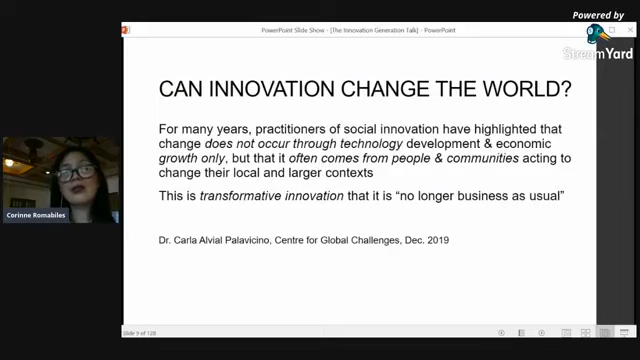 Powered by
PowerPoint Slide Show - [The Innovation Generation Talk] - PowerPoint
StreamYard
CAN INNOVATION CHANGE THE WORLD?
For many years, practitioners of social innovation have highlighted that
change does not occur through technology development & economic
growth only, but that it often comes from people & communities acting to
change their local and larger contexts
This is transformative innovation that it is “no longer business as usual”
Dr. Carla Alvial Palavicino, Centre for Global Challenges, Dec. 2019
Corinne Romabiles
Slide 9 of 128